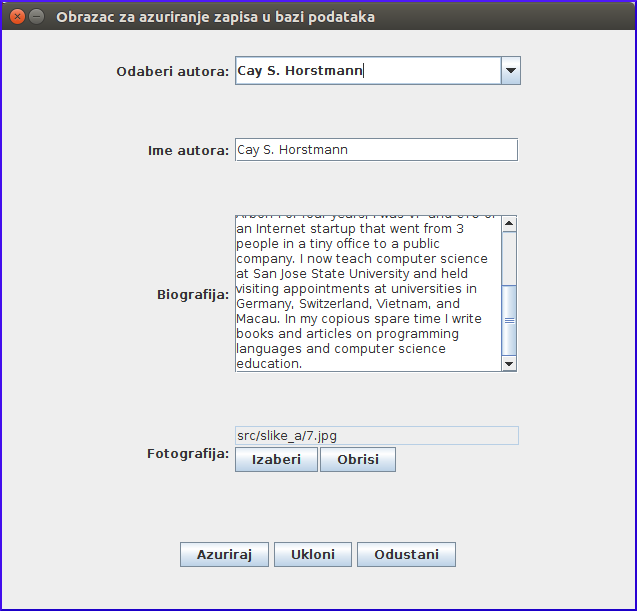 Obrazac za azuriranje zapisa u bazi podataka
Odaberi autora: Cay S. Horstmann
Ime autora: Cay S. Horstmann
Biografija:
an Internet startup that went from 3
people in a tiny office to a public
company. I now teach computer science
at San Jose State University and held
visiting appointments at universities in
Germany, Switzerland, Vietnam, and
Macau. In my copious spare time I write
books and articles on programming
languages and computer science
education.
Fotografija: src/slike_a/7.jpg
Izaberi Obrisi
Azuriraj Ukloni Odustani